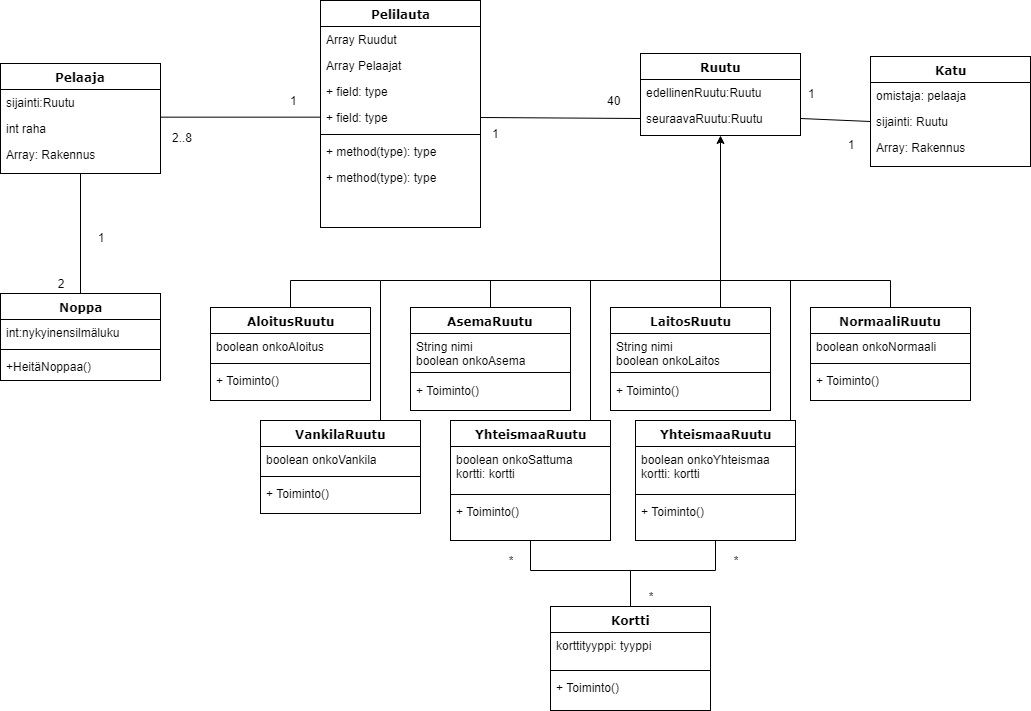 Pelilauta
Array Ruudut
Array Pelaajat
+ field: type
+ field: type
+ method(type): type
+ method(type): type
Pelaaja
sijainti:Ruutu
int raha
Array: Rakennus
1
2..8
40
1
Ruutu
edellinenRuutu:Ruutu
seuraavaRuutu:Ruutu
1
1
Katu
omistaja: pelaaja
sijainti: Ruutu
Array: Rakennus
1
2
Noppa
int:nykyinensilmäluku
+HeitäNoppaa()
AloitusRuutu
boolean onkoAloitus
+ Toiminto()
AsemaRuutu
String nimi
boolean onkoAsema
+ Toiminto()
LaitosRuutu
String nimi
boolean onkoLaitos
+ Toiminto()
NormaaliRuutu
boolean onkoNormaali
+ Toiminto()
VankilaRuutu
boolean onkoVankila
+ Toiminto()
YhteismaaRuutu
boolean onkoSattuma
kortti: kortti
+ Toiminto()
YhteismaaRuutu
boolean onkoYhteismaa
kortti: kortti
+ Toiminto()
*
*
*
Kortti
korttityyppi: tyyppi
+ Toiminto()